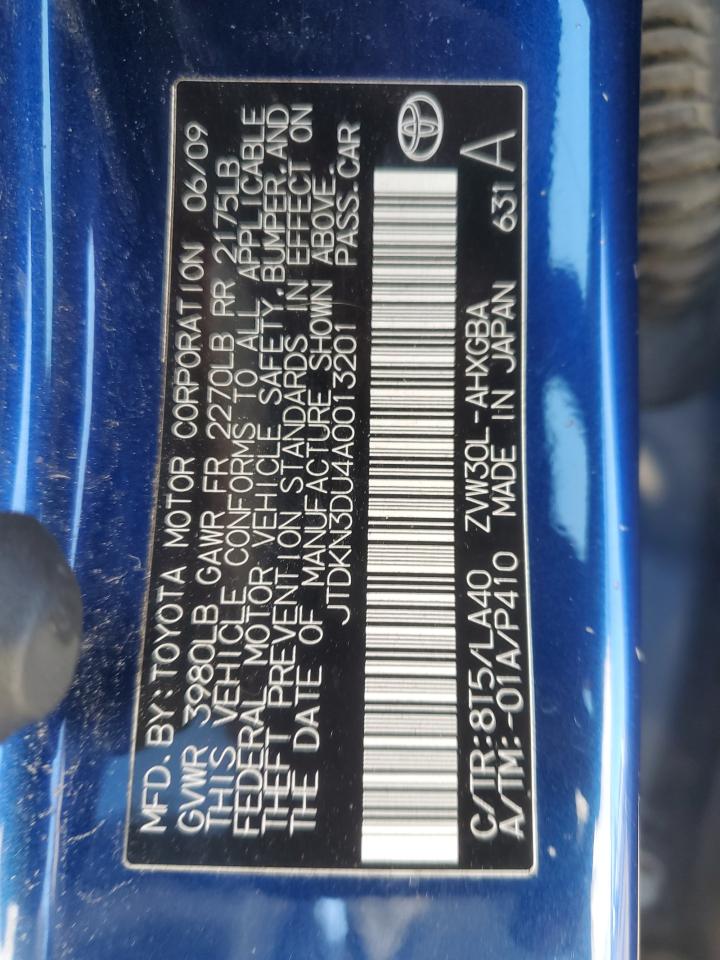 MFD. BY: TOYOTA MOTOR CORPORATION 06/09
GVWR 3980LB GAWR FR 2270LB RR 2175LB
THIS VEHICLE CONFORMS TO ALL APPLICABLE
FEDERAL MOTOR VEHICLE SAFETY, BUMPER, AND
THEFT PREVENTION STANDARDS IN EFFECT ON
THE DATE OF MANUFACTURE SHOWN ABOVE.
JTDKN3DU4A0013201 PASS.CAR
C/TR:8T5/LA40 ZVW30L-AHXGBA 631
A/TM:-01A/P410 MADE IN JAPAN A